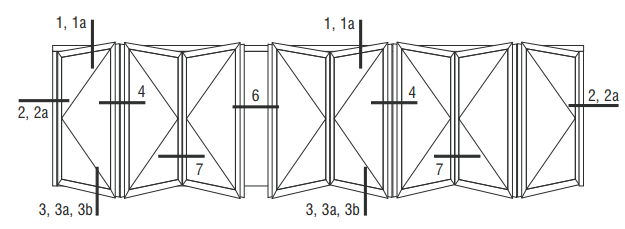 1, 1a
1, 1a
4
6
4
2, 2a
2, 2a
7
7
3, 3a, 3b
3, 3a, 3b